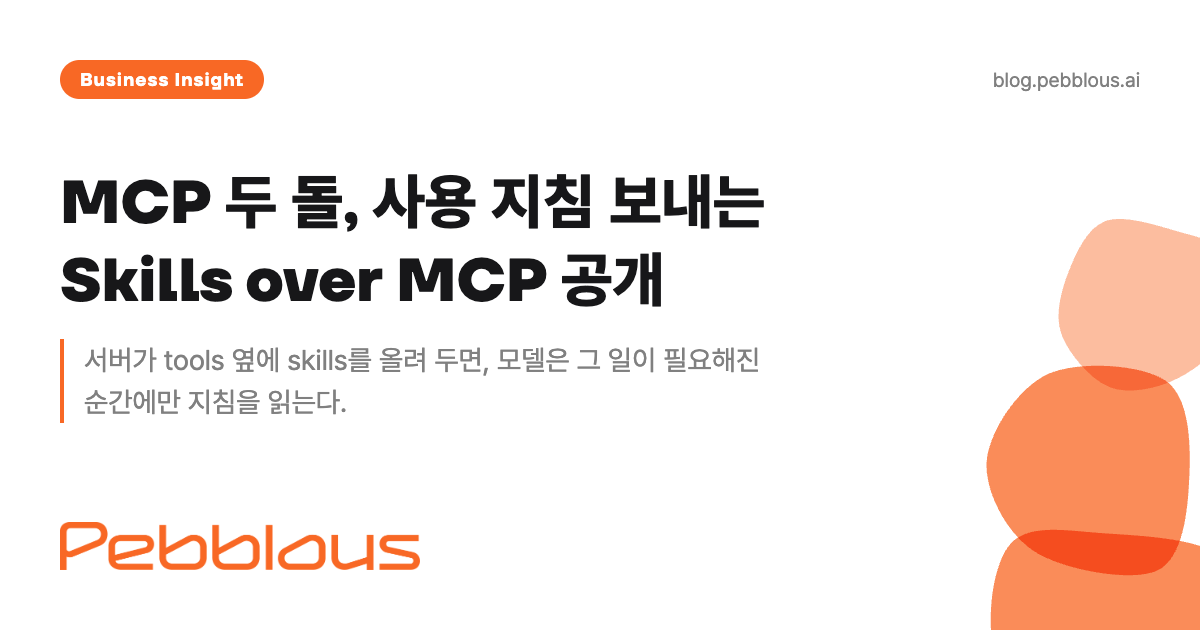 Business Insight
blog.pebblous.ai
MCP 두 돌, 사용 지침 보내는
Skills over MCP 공개
서버가 tools 옆에 skills를 올려 두면, 모델은 그 일이 필요해진
순간에만 지침을 읽는다.
Pebblous